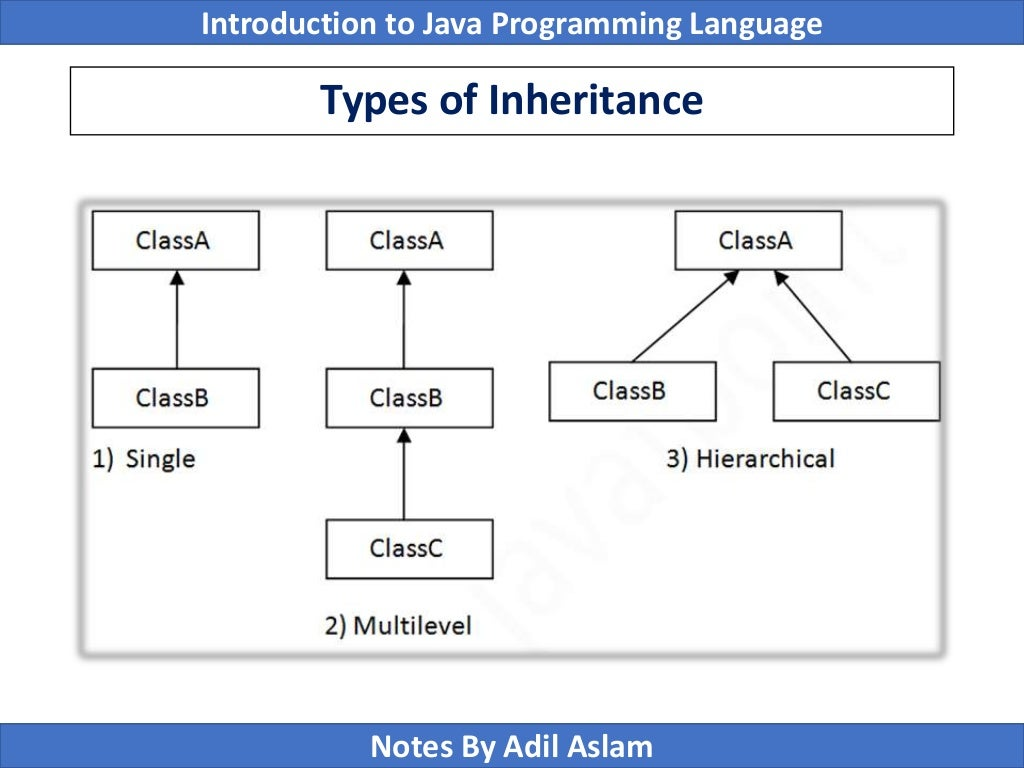 Introduction to Java Programming Language
Types of Inheritance
ClassA
ClassB
1) Single
ClassA
ClassB
ClassC
2) Multilevel
ClassA
ClassB
ClassC
3) Hierarchical
Notes By Adil Aslam